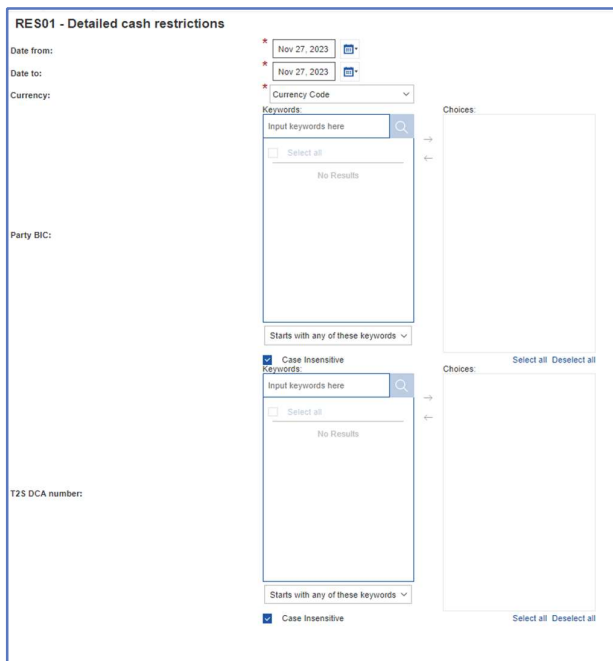 RES01 - Detailed cash restrictions
Date from: * Nov 27, 2023
Date to: * Nov 27, 2023
Currency: * Currency Code
Keywords: Choices:
Input keywords here
Select all
No Results
Party BIC:
Starts with any of these keywords
Case Insensitive Select all Deselect all
Keywords: Choices:
Input keywords here
Select all
No Results
T2S DCA number:
Starts with any of these keywords
Case Insensitive Select all Deselect all